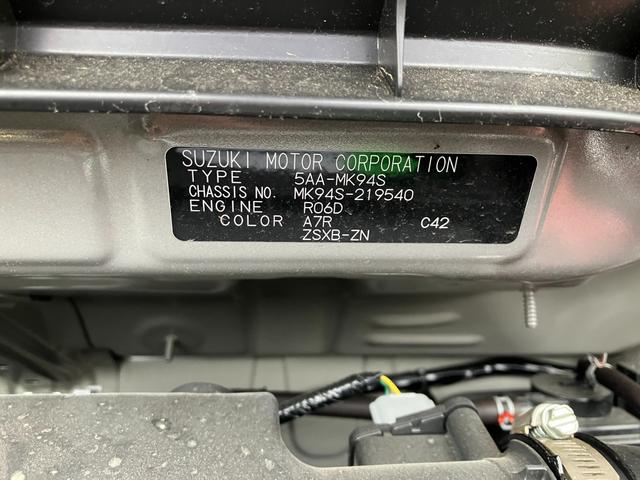 SUZUKI MOTOR CORPORATION
TYPE 5AA-MK94S
CHASSIS NO. MK94S-219540
ENGINE R06D
COLOR A7R C42
ZSXB-ZN